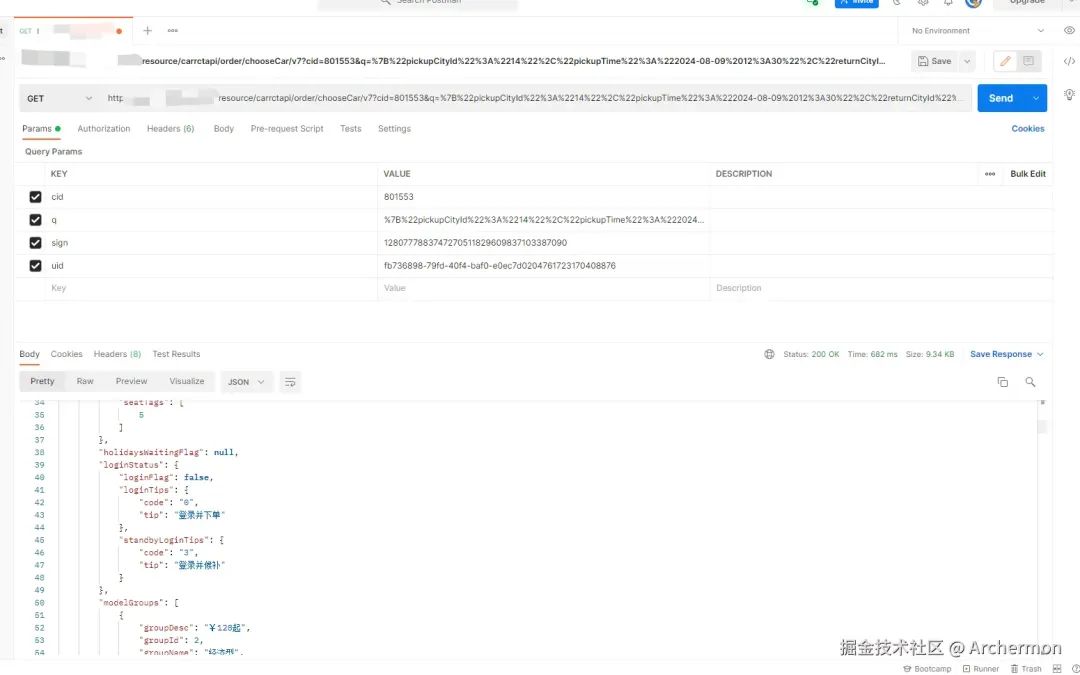 Search Postman
Invite
Upgrade
GET
No Environment
resource/carrctapi/order/chooseCar/v7?cid=801553&q=%7B%22pickupCityId%22%3A%2214%22%2C%22pickupTime%22%3A%222024-08-09%2012%3A30%22%2C%22returnCityI...
Save
GET
http
resource/carrctapi/order/chooseCar/v7?cid=801553&q=%7B%22pickupCityId%22%3A%2214%22%2C%22pickupTime%22%3A%222024-08-09%2012%3A30%22%2C%22returnCityId%22%...
Send
Params
Authorization
Headers (6)
Body
Pre-request Script
Tests
Settings
Cookies
Query Params
KEY VALUE DESCRIPTION
Bulk Edit
cid 801553
q %7B%22pickupCityId%22%3A%2214%22%2C%22pickupTime%22%3A%222024...
sign 128077788374727051182960983710338​7090
uid fb736898-79fd-40f4-baf0-e0ec7d0204761723170408876
Key Value Description
Body Cookies Headers (8) Test Results
Status: 200 OK Time: 682 ms Size: 9.34 KB
Save Response
Pretty Raw Preview Visualize JSON
34 "seatTags": [
35 5
36 ]
37 },
38 "holidaysWaitingFlag": null,
39 "loginStatus": {
40 "loginFlag": false,
41 "loginTips": {
42 "code": "0",
43 "tip": "登录并下单"
44 },
45 "standbyLoginTips": {
46 "code": "3",
47 "tip": "登录并候补"
48 }
49 },
50 "modelGroups": [
51 {
52 "groupDesc": "￥128起",
53 "groupId": 2,
54 "groupName": "经济型",
掘金技术社区 @ Archermon
Bootcamp
Runner
Trash